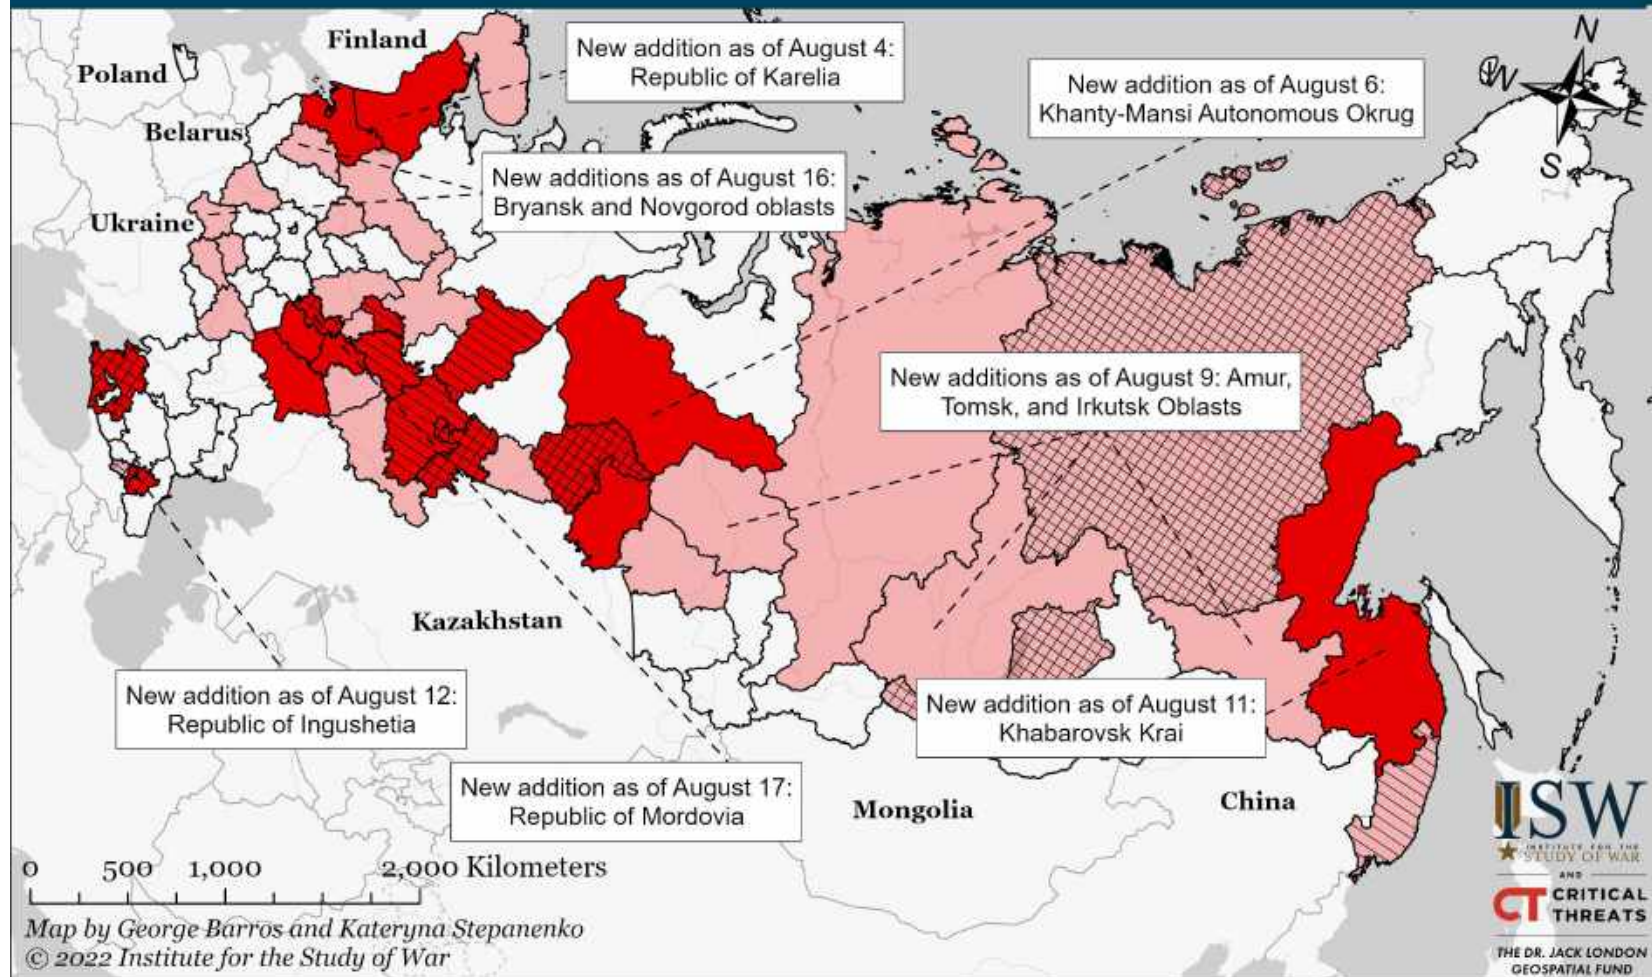 Finland
Poland
New addition as of August 4:
Republic of Karelia
N
W
E
S
New addition as of August 6:
Khanty-Mansi Autonomous Okrug
Belarus
New additions as of August 16:
Bryansk and Novgorod oblasts
Ukraine
New additions as of August 9: Amur,
Tomsk, and Irkutsk Oblasts
Kazakhstan
New addition as of August 12:
Republic of Ingushetia
New addition as of August 11:
Khabarovsk Krai
New addition as of August 17:
Republic of Mordovia
Mongolia
China
0 500 1,000 2,000 Kilometers
Map by George Barros and Kateryna Stepanenko
© 2022 Institute for the Study of War
ISW
INSTITUTE FOR THE
STUDY OF WAR
AND
CT CRITICAL
THREATS
THE DR. JACK LONDON
GEOSPATIAL FUND